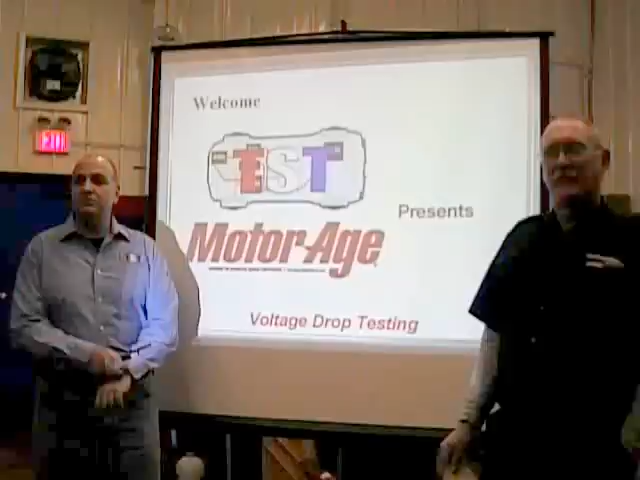 EXIT
Welcome
TST
Presents
Motor Age
Voltage Drop Testing